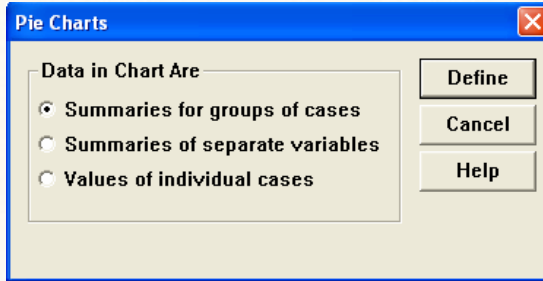 Pie Charts
Data in Chart Are
Summaries for groups of cases
Summaries of separate variables
Values of individual cases
Define
Cancel
Help